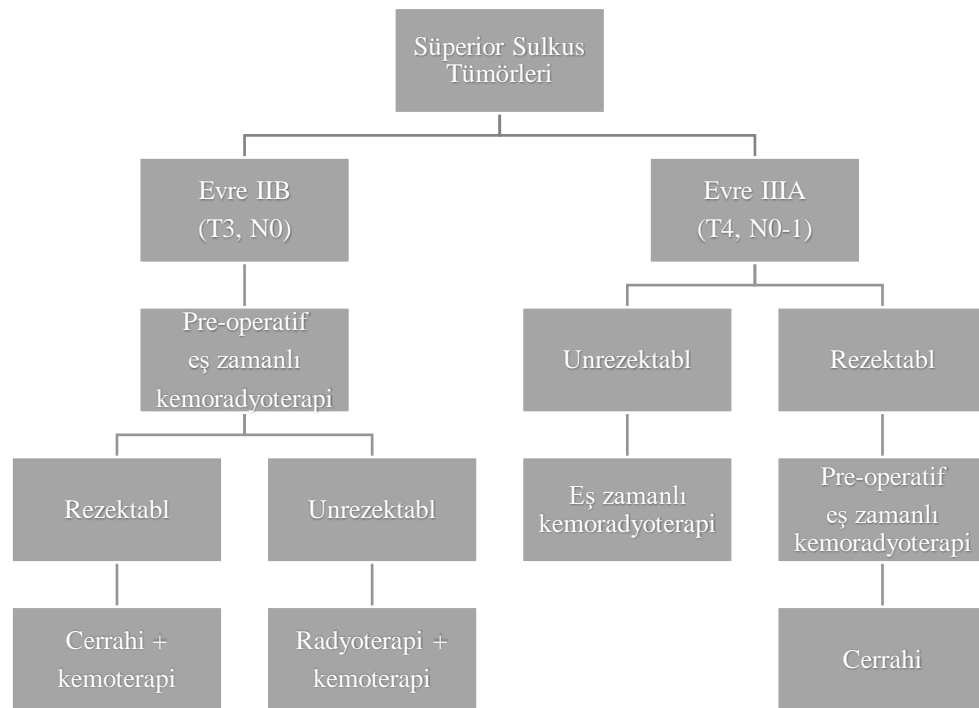 Süperior Sulkus
Tümörleri
Evre IIB
(T3, N0)
Evre IIIA
(T4, N0-1)
Pre-operatif
eş zamanlı
kemoradyoterapi
Unrezektabl
Rezektabl
Rezektabl
Unrezektabl
Eş zamanlı
kemoradyoterapi
Pre-operatif
eş zamanlı
kemoradyoterapi
Cerrahi +
kemoterapi
Radyoterapi +
kemoterapi
Cerrahi